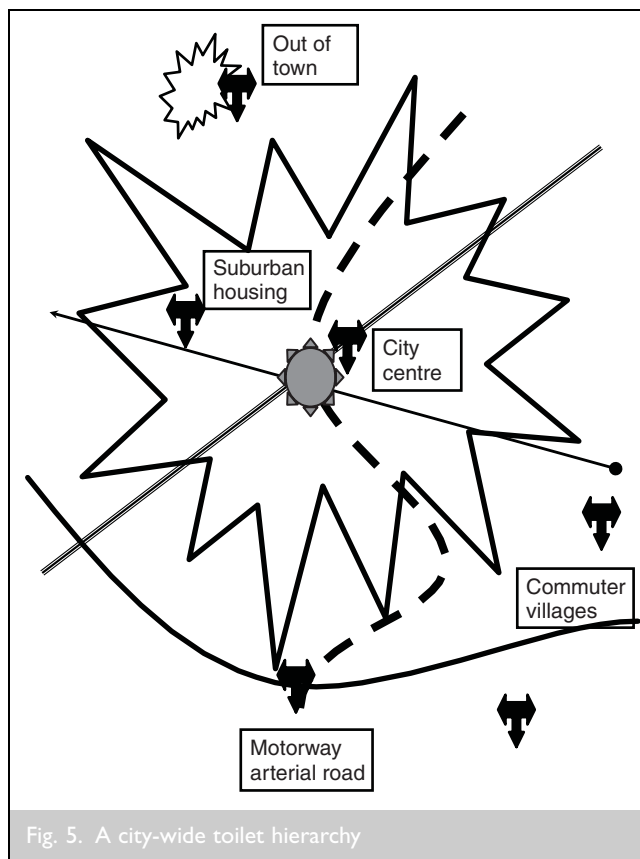 Out of
town
Suburban
housing
City
centre
Commuter
villages
Motorway
arterial road
Fig. 5. A city-wide toilet hierarchy